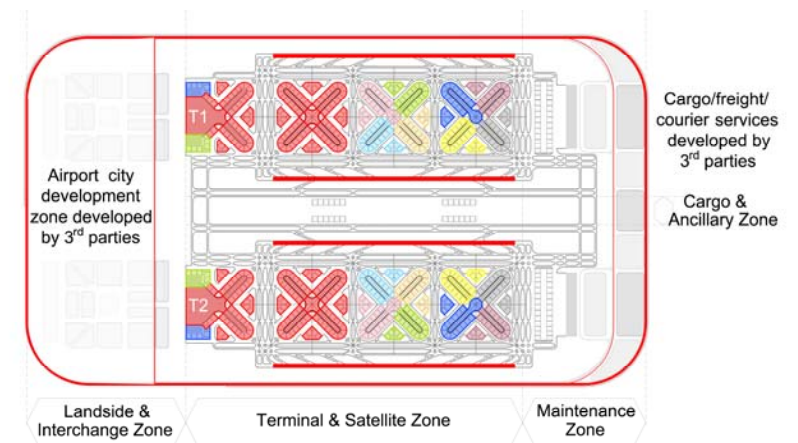 T1
Cargo/freight/
courier services
developed by
3rd parties
Airport city
development
zone developed
by 3rd parties
Cargo &
Ancillary Zone
T2
Landside &
Interchange Zone
Terminal & Satellite Zone
Maintenance
Zone